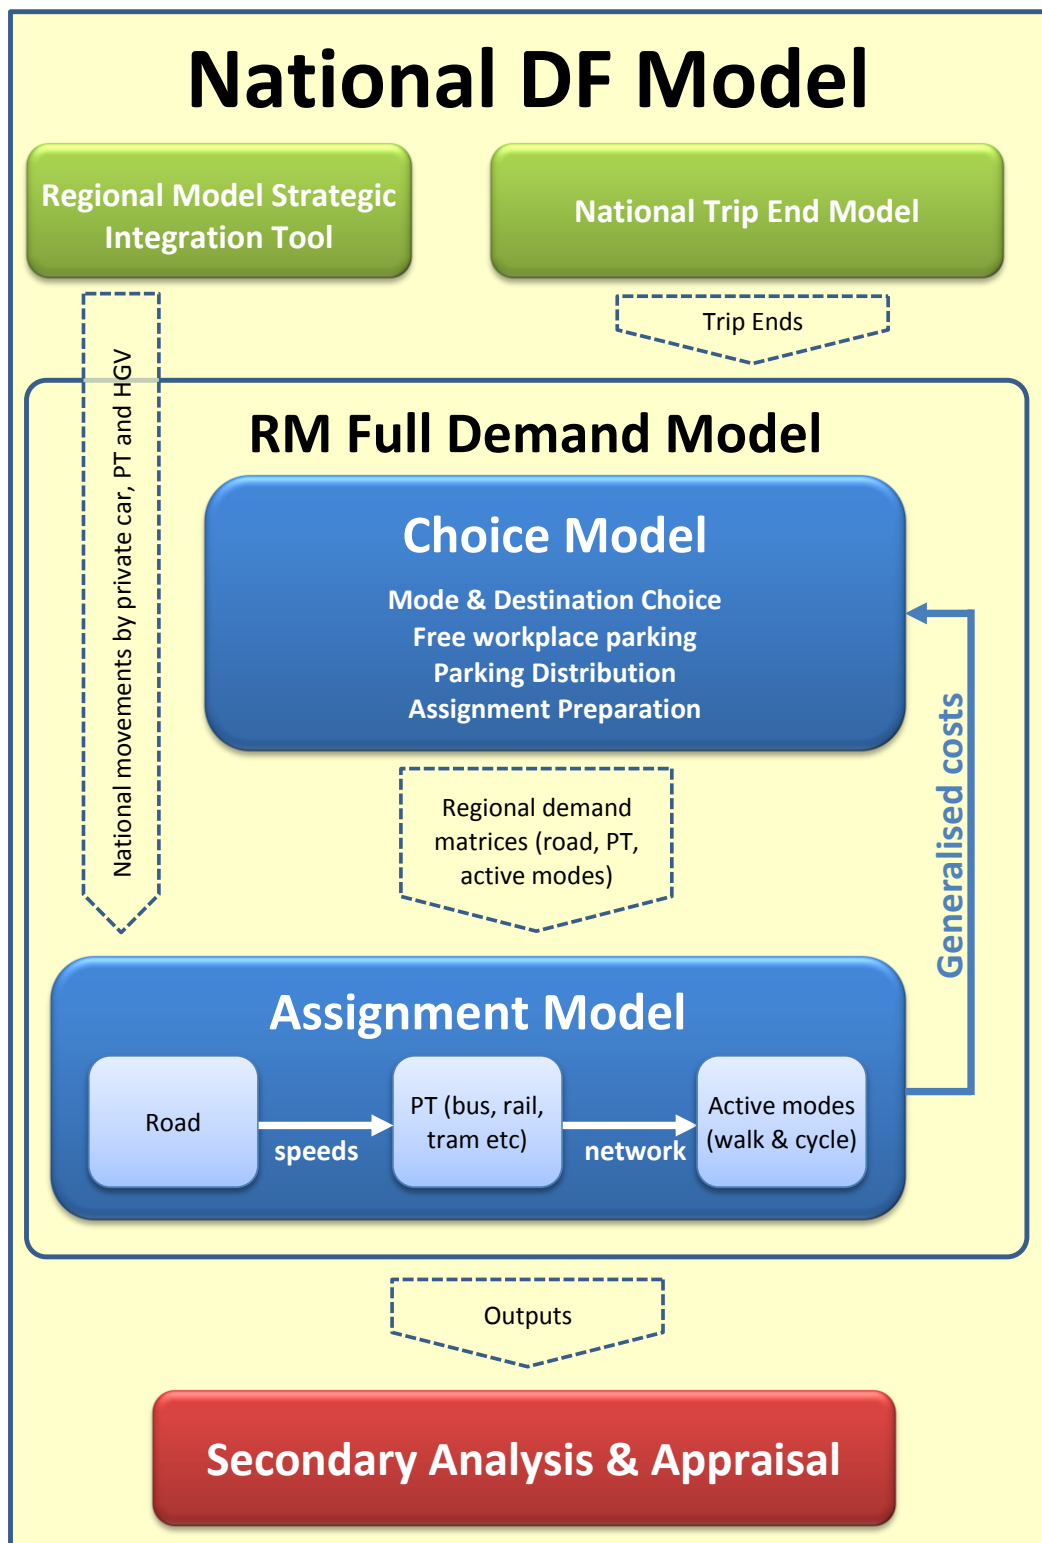 National DF Model
Regional Model Strategic
Integration Tool
National Trip End Model
Trip Ends
National movements by private car, PT and HGV
RM Full Demand Model
Choice Model
Mode & Destination Choice
Free workplace parking
Parking Distribution
Assignment Preparation
Regional demand
matrices (road, PT,
active modes)
Generalised costs
Assignment Model
Road
speeds
PT (bus, rail,
tram etc)
network
Active modes
(walk & cycle)
Outputs
Secondary Analysis & Appraisal